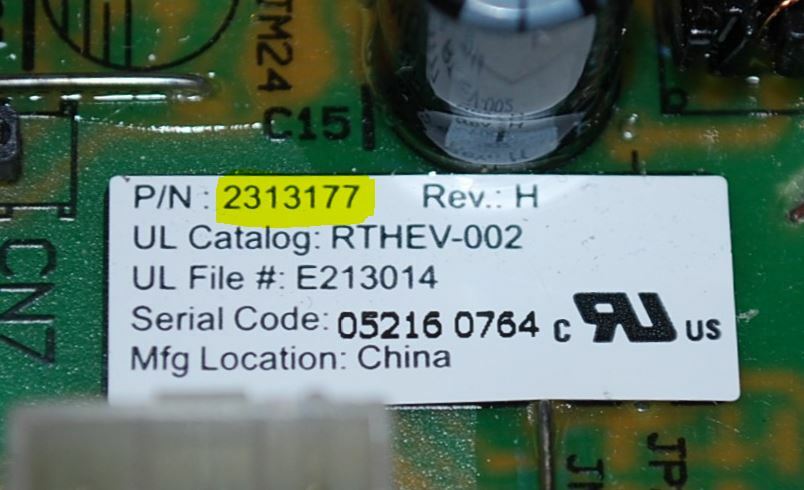 TM24
C15
P/N : 2313177 Rev.: H
UL Catalog: RTHEV-002
UL File #: E213014
Serial Code: 05216 0764 C UR US
Mfg Location: China
CN7